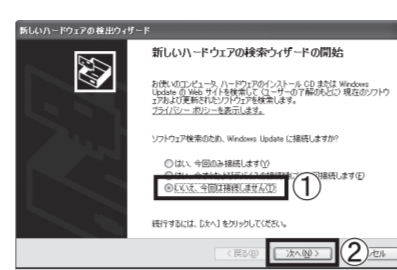 新しいハードウェアの検出ウィザード
新しいハードウェアの検索ウィザードの開始
お使いのコンピュータ、ハードウェアのインストール CD または Windows
Update の Web サイトを検索して (ユーザーの了解のもとに) 現在のソフトウ
ェアおよび更新されたソフトウェアを検索します。
プライバシー ポリシーを表示します。
ソフトウェア検索のため、Windows Update に接続しますか?
はい、今回のみ接続します(Y)
接続します(E)
いいえ、今回は接続しません(T)
①
続行するには、[次へ] をクリックしてください。
< 戻る(B)
次へ(N) >
②
ンセル